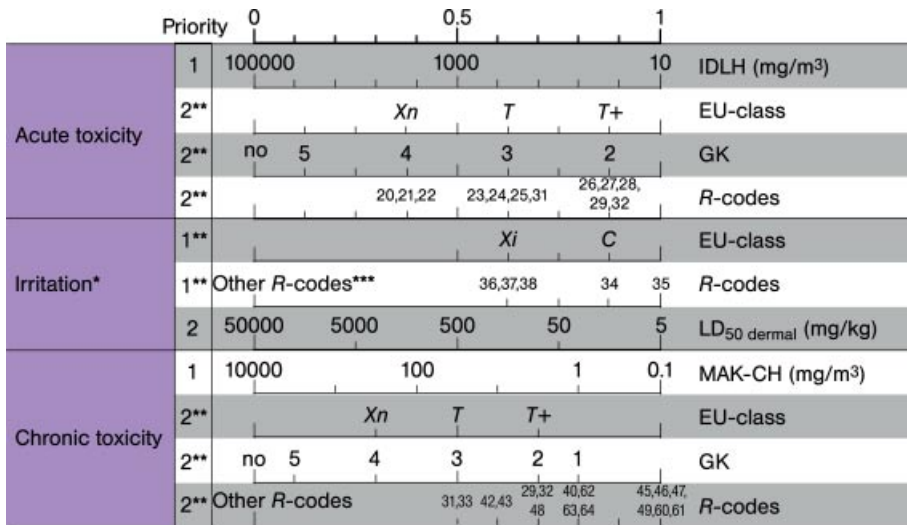 Priority 0 0.5 1
Acute toxicity
1 100000 1000 10 IDLH (mg/m³)
2** Xn T T+ EU-class
2** no 5 4 3 2 GK
2** 20,21,22 23,24,25,31 26,27,28, 29,32 R-codes
Irritation*
1** Xi C EU-class
1** Other R-codes*** 36,37,38 34 35 R-codes
2 50000 5000 500 50 5 LD50 dermal (mg/kg)
Chronic toxicity
1 10000 100 1 0.1 MAK-CH (mg/m³)
2** Xn T T+ EU-class
2** no 5 4 3 2 1 GK
2** Other R-codes 31,33 42,43 29,32 48 40,62 63,64 45,46,47, 49,60,61 R-codes